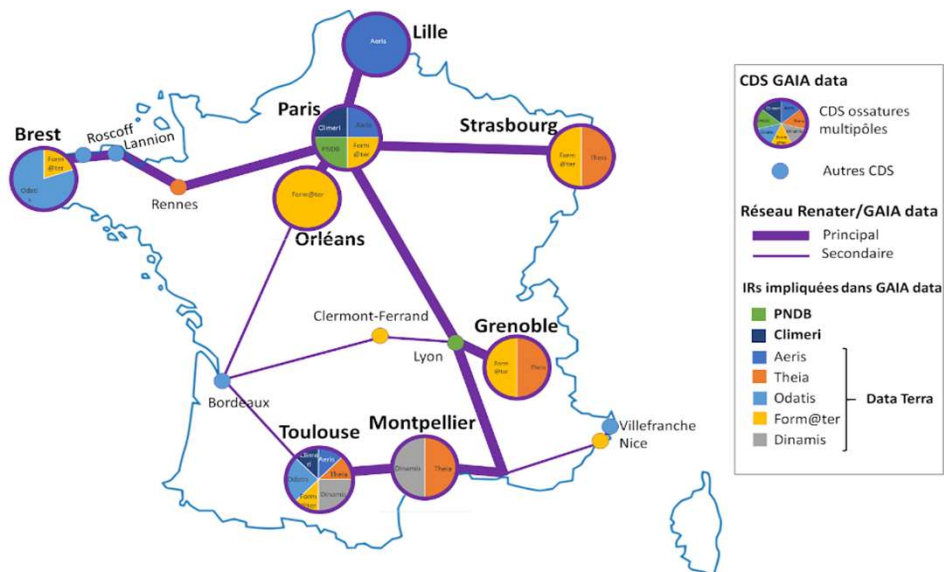 Lille
Aeris
Paris
Climeri
Aeris
PNDB
Form
@ter
Strasbourg
Form
@ter
Theia
Brest
Roscoff
Lannion
Form
@ter
Odati
s
Rennes
Form@ter
Orléans
Clermont-Ferrand
Lyon
Grenoble
Form
@ter
Theia
Bordeaux
Villefranche
Nice
Toulouse
Clime
ri
Aeris
Odatis
Theia
Form
@ter
Dinamis
Montpellier
Dinamis
Theia
CDS GAIA data
CDS ossatures
multipôles
Autres CDS
Réseau Renater/GAIA data
Principal
Secondaire
IRs impliquées dans GAIA data
PNDB
Climeri
Aeris
Theia
Odatis
Form@ter
Dinamis
Data Terra